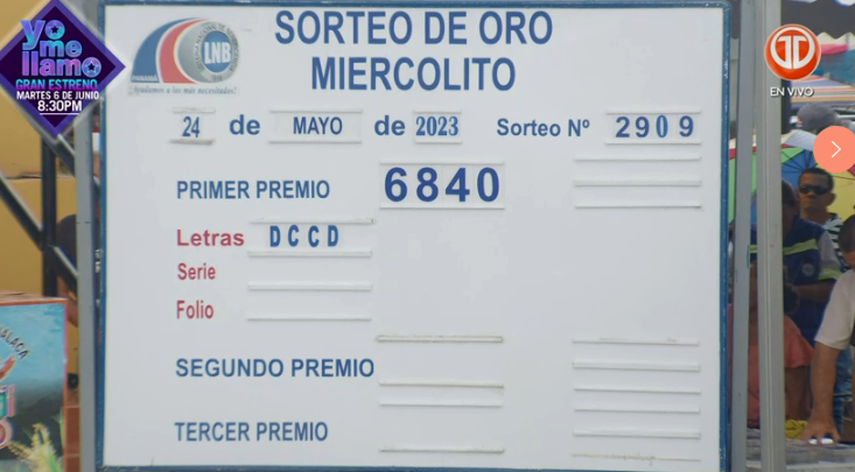 yo
me
llamo
GRAN ESTRENO
MARTES 6 DE JUNIO
8:30PM
SORTEO DE ORO
MIERCOLITO
LNB
PANAMÁ
¡Ayudamos a los más necesitados!
EN VIVO
24 de MAYO de 2023 Sorteo Nº 2909
PRIMER PREMIO 6840
Letras DCCD
Serie
Folio
SEGUNDO PREMIO
TERCER PREMIO